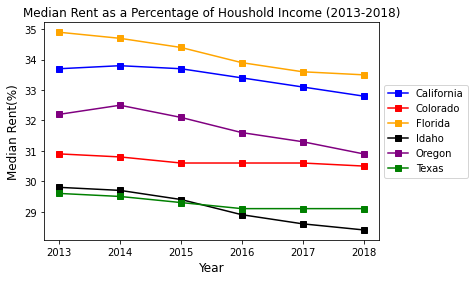 Median Rent as a Percentage of Houshold Income (2013-2018)
35
34
33
32
31
30
29
Median Rent(%)
2013 2014 2015 2016 2017 2018
Year
California
Colorado
Florida
Idaho
Oregon
Texas